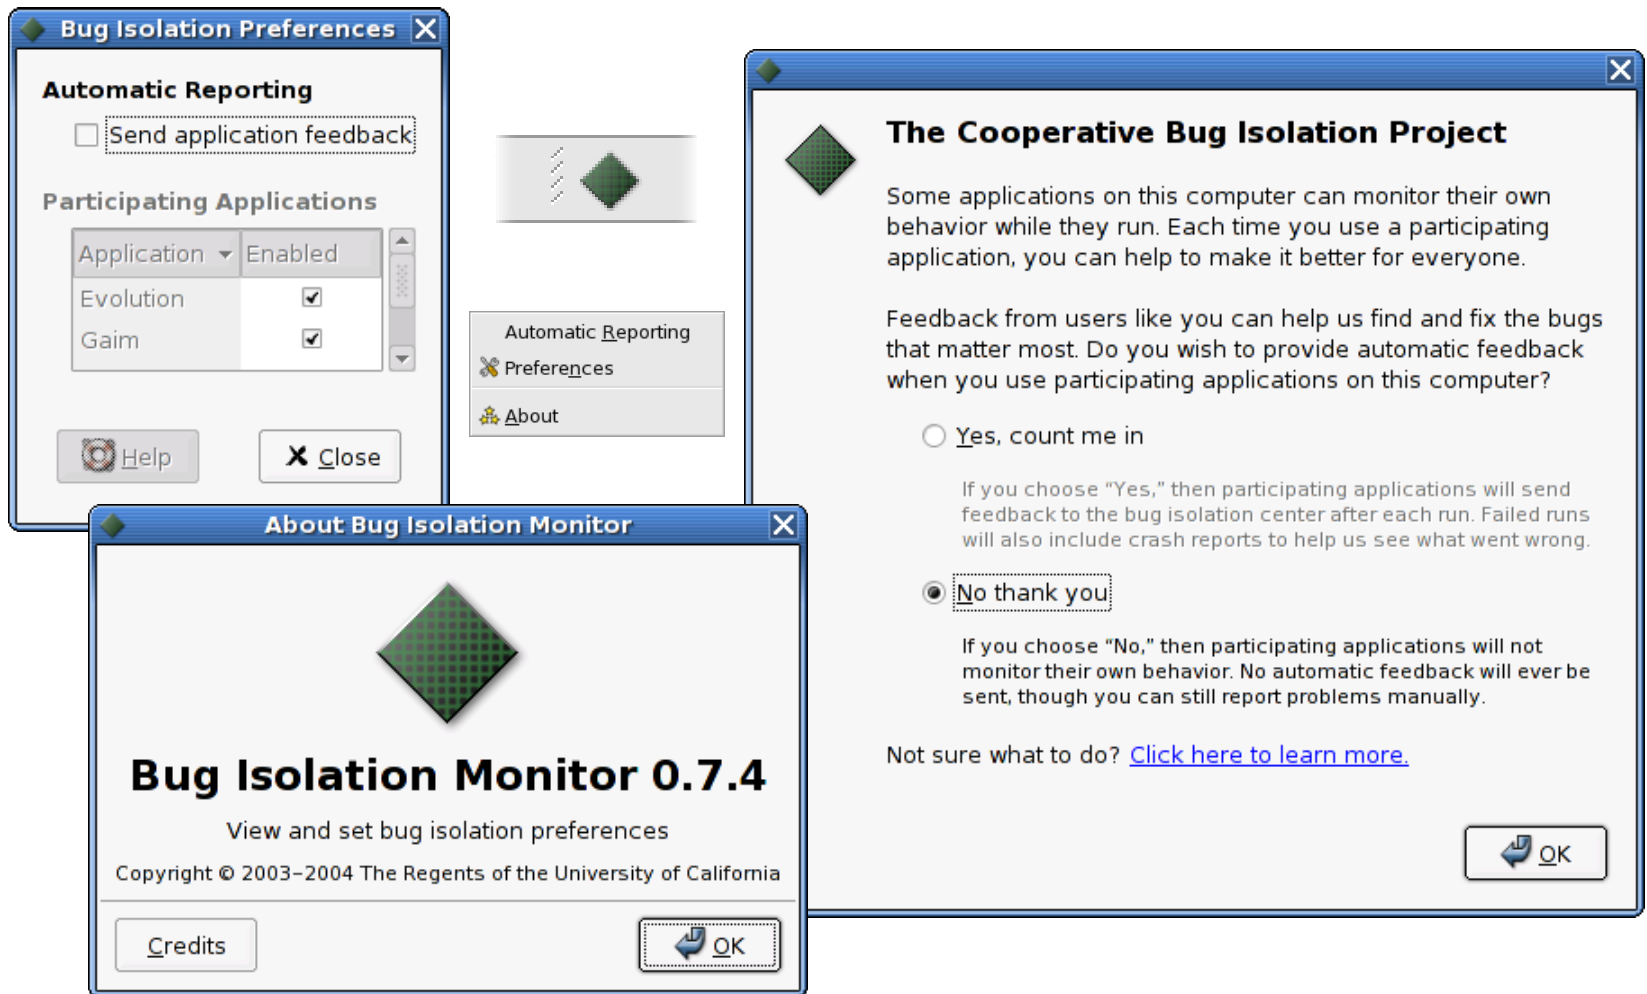 Bug Isolation Preferences
Automatic Reporting
Send application feedback
Participating Applications
Application Enabled
Evolution
Gaim
Help Close
Automatic Reporting
Preferences
About
The Cooperative Bug Isolation Project
Some applications on this computer can monitor their own
behavior while they run. Each time you use a participating
application, you can help to make it better for everyone.
Feedback from users like you can help us find and fix the bugs
that matter most. Do you wish to provide automatic feedback
when you use participating applications on this computer?
Yes, count me in
If you choose “Yes,” then participating applications will send
feedback to the bug isolation center after each run. Failed runs
will also include crash reports to help us see what went wrong.
No thank you
If you choose “No,” then participating applications will not
monitor their own behavior. No automatic feedback will ever be
sent, though you can still report problems manually.
Not sure what to do? Click here to learn more.
OK
About Bug Isolation Monitor
Bug Isolation Monitor 0.7.4
View and set bug isolation preferences
Copyright © 2003–2004 The Regents of the University of California
Credits OK